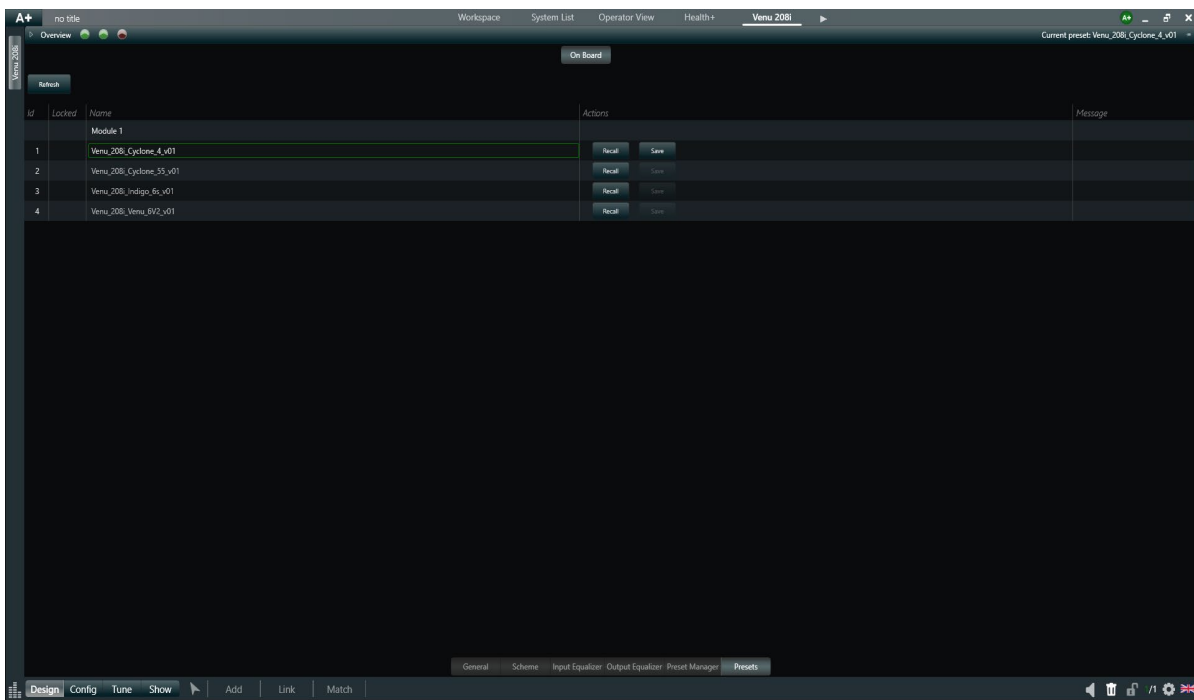 A+ no title Workspace System List Operator View Health+ Venu 208i A+
Overview Current preset: Venu_208i_Cyclone_4_v01
Venu 208i
On Board
Refresh
Id Locked Name Actions Message
Module 1
1 Venu_208i_Cyclone_4_v01 Recall Save
2 Venu_208i_Cyclone_55_v01 Recall Save
3 Venu_208i_Indigo_6s_v01 Recall Save
4 Venu_208i_Venu_6V2_v01 Recall Save
General Scheme Input Equalizer Output Equalizer Preset Manager Presets
Design Config Tune Show Add Link Match /1